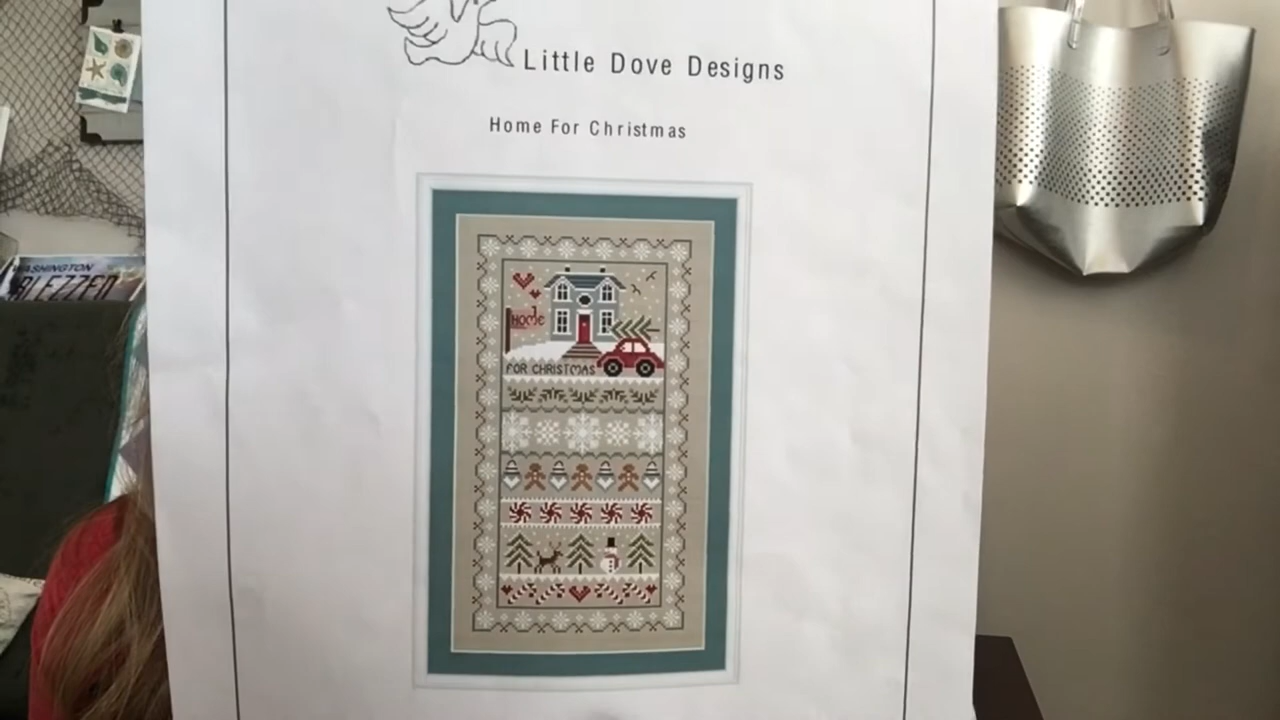 Little Dove Designs
Home For Christmas
WASHINGTON
BLEZZED
Home
FOR CHRISTMAS